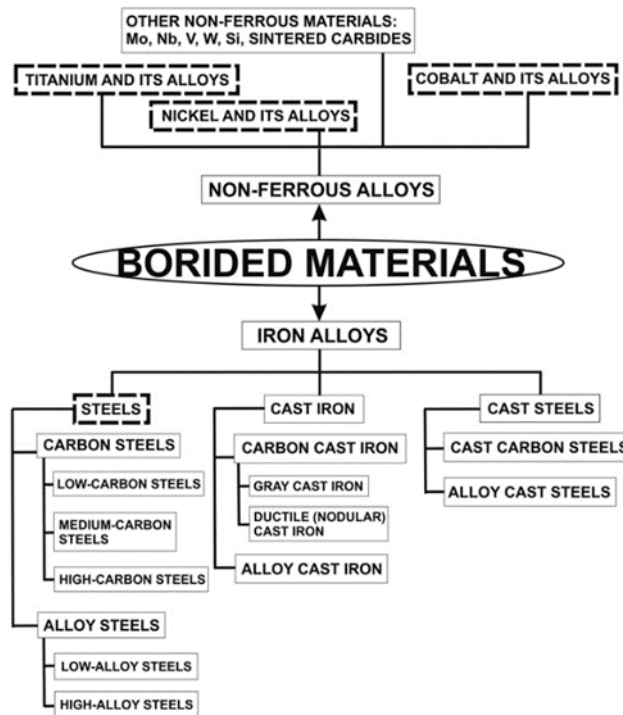 OTHER NON-FERROUS MATERIALS:
Mo, Nb, V, W, Si, SINTERED CARBIDES
TITANIUM AND ITS ALLOYS
COBALT AND ITS ALLOYS
NICKEL AND ITS ALLOYS
NON-FERROUS ALLOYS
BORIDED MATERIALS
IRON ALLOYS
STEELS
CARBON STEELS
LOW-CARBON STEELS
MEDIUM-CARBON
STEELS
HIGH-CARBON STEELS
ALLOY STEELS
LOW-ALLOY STEELS
HIGH-ALLOY STEELS
CAST IRON
CARBON CAST IRON
GRAY CAST IRON
DUCTILE (NODULAR)
CAST IRON
ALLOY CAST IRON
CAST STEELS
CAST CARBON STEELS
ALLOY CAST STEELS